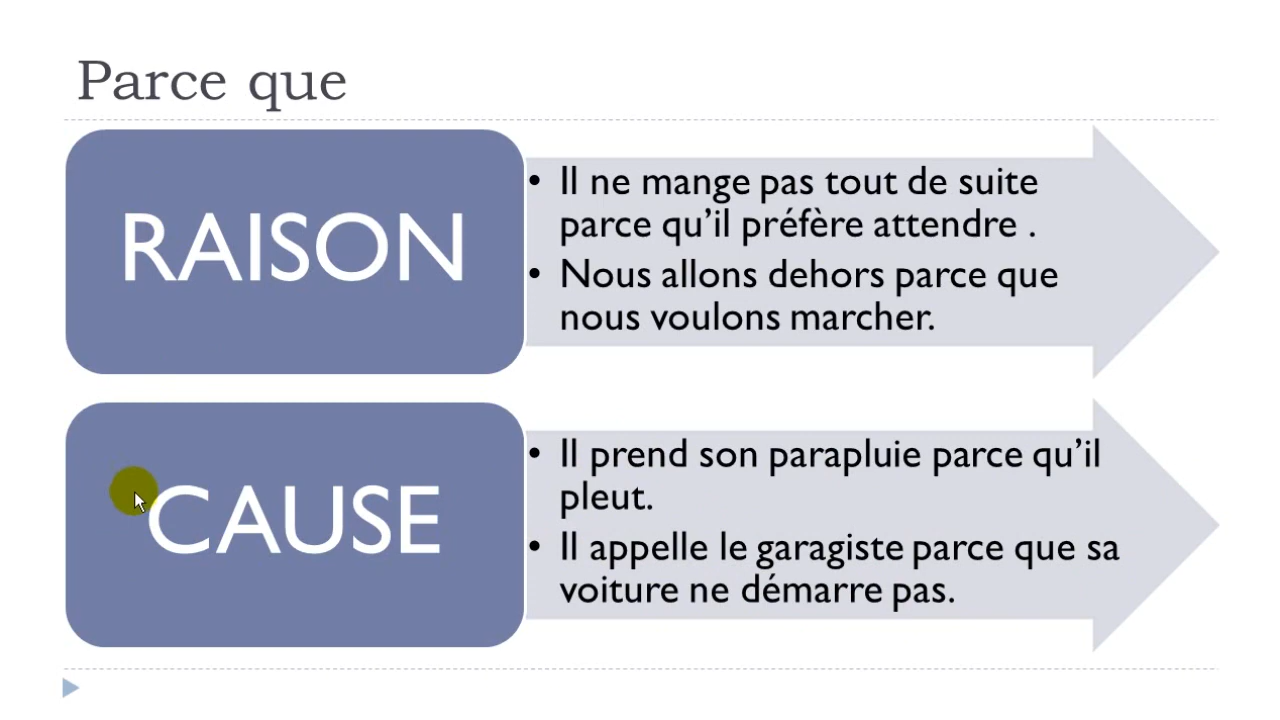 Parce que
RAISON
• Il ne mange pas tout de suite
parce qu’il préfère attendre .
• Nous allons dehors parce que
nous voulons marcher.
CAUSE
• Il prend son parapluie parce qu’il
pleut.
• Il appelle le garagiste parce que sa
voiture ne démarre pas.